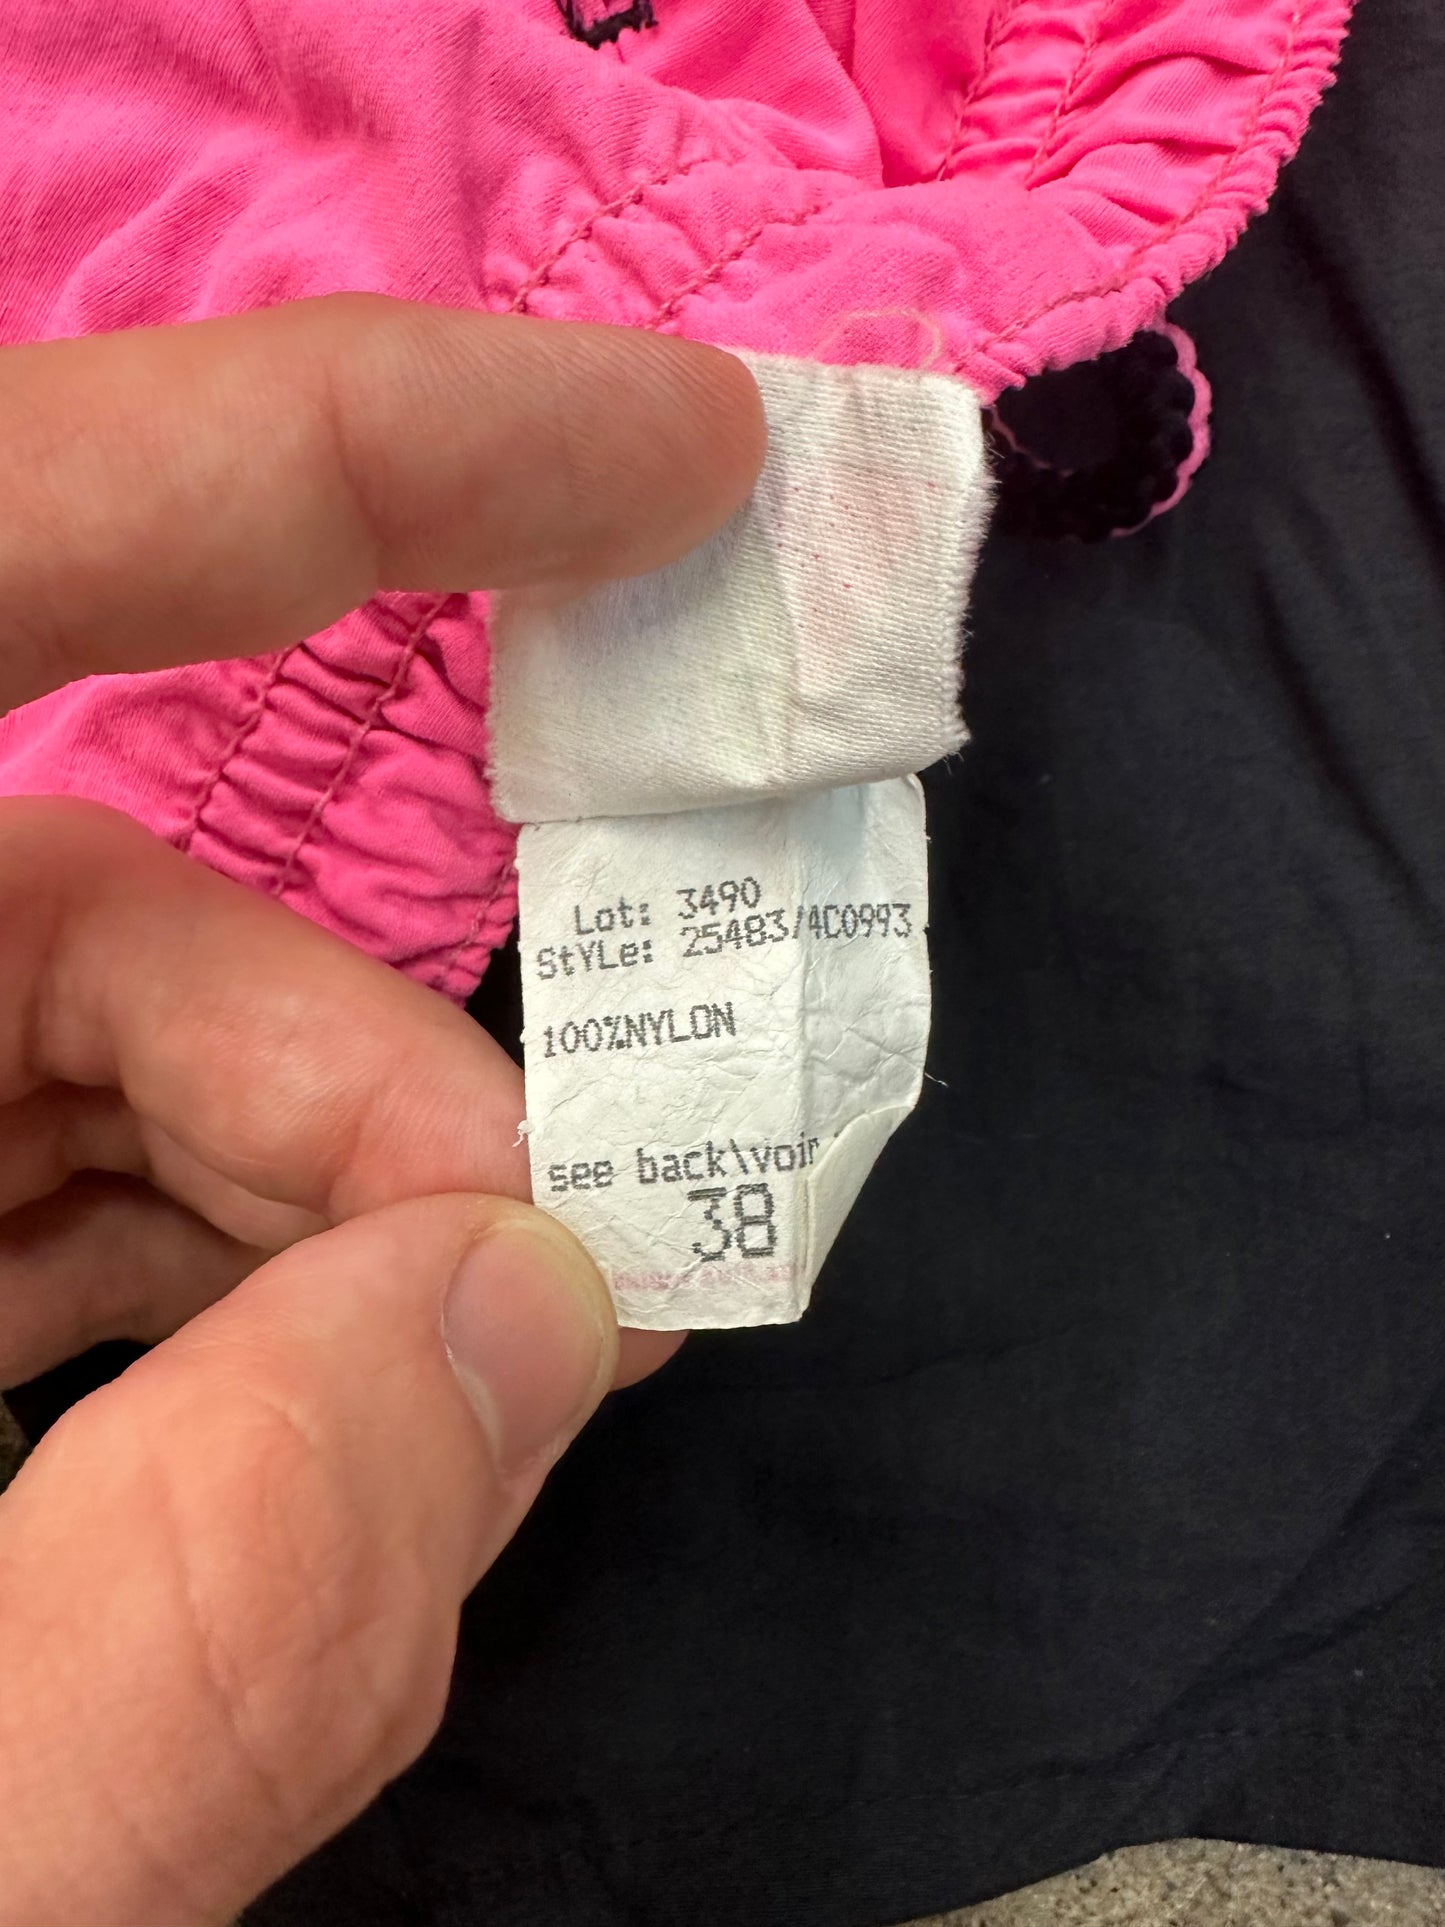 Lot: 3490
StYLe: 25483/4C0993
100%NYLON
see back\voir
38